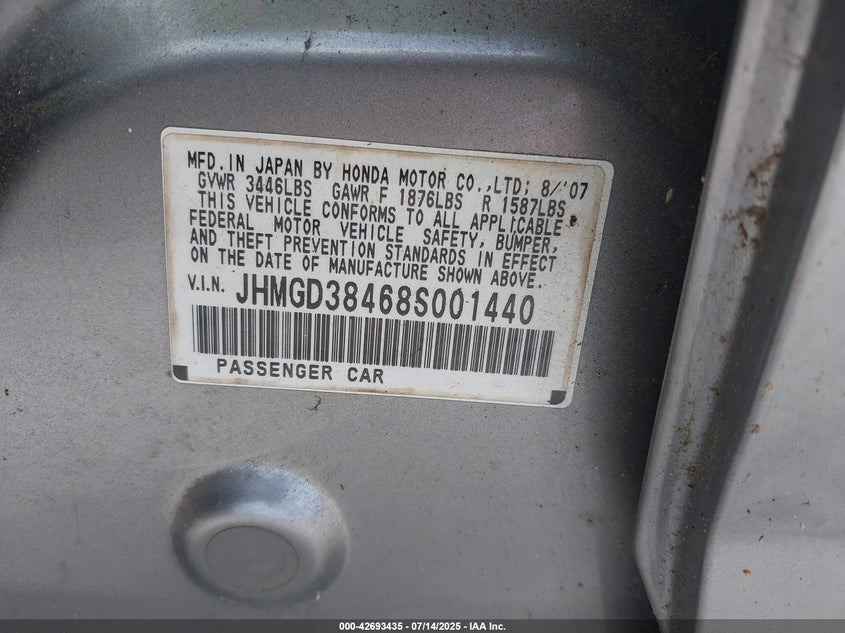 MFD. IN JAPAN BY HONDA MOTOR CO.,LTD; 8/'07
GVWR 3446LBS GAWR F 1876LBS R 1587LBS
THIS VEHICLE CONFORMS TO ALL APPLICABLE
FEDERAL MOTOR VEHICLE SAFETY, BUMPER,
AND THEFT PREVENTION STANDARDS IN EFFECT
ON THE DATE OF MANUFACTURE SHOWN ABOVE.
V.I.N. JHMGD38468S001440
PASSENGER CAR
000-42693435 - 07/14/2025 - IAA Inc.